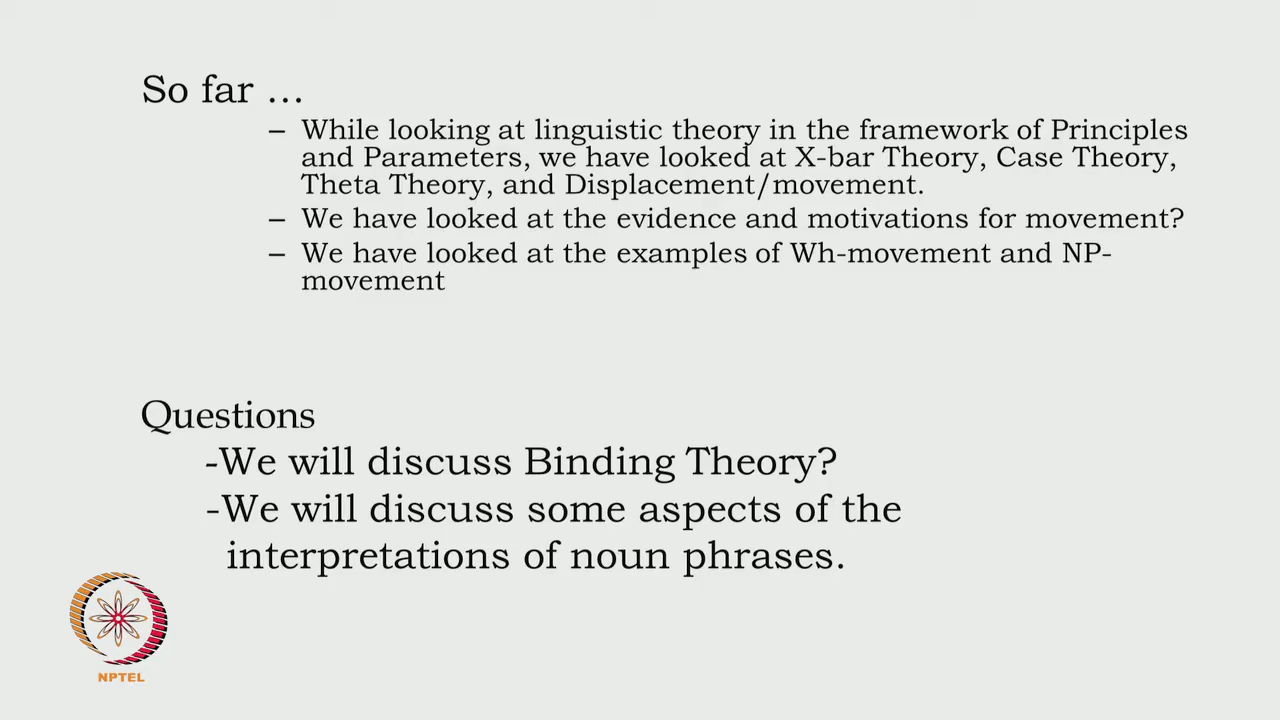 So far …
– While looking at linguistic theory in the framework of Principles
and Parameters, we have looked at X-bar Theory, Case Theory,
Theta Theory, and Displacement/movement.
– We have looked at the evidence and motivations for movement?
– We have looked at the examples of Wh-movement and NP-
movement
Questions
-We will discuss Binding Theory?
-We will discuss some aspects of the
interpretations of noun phrases.
NPTEL